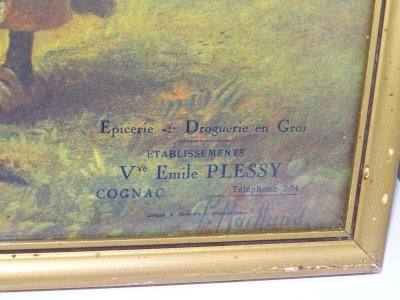 Epicerie -:- Droguerie en Gros
ETABLISSEMENTS
Vve Emile PLESSY
COGNAC Téléphone 2-34